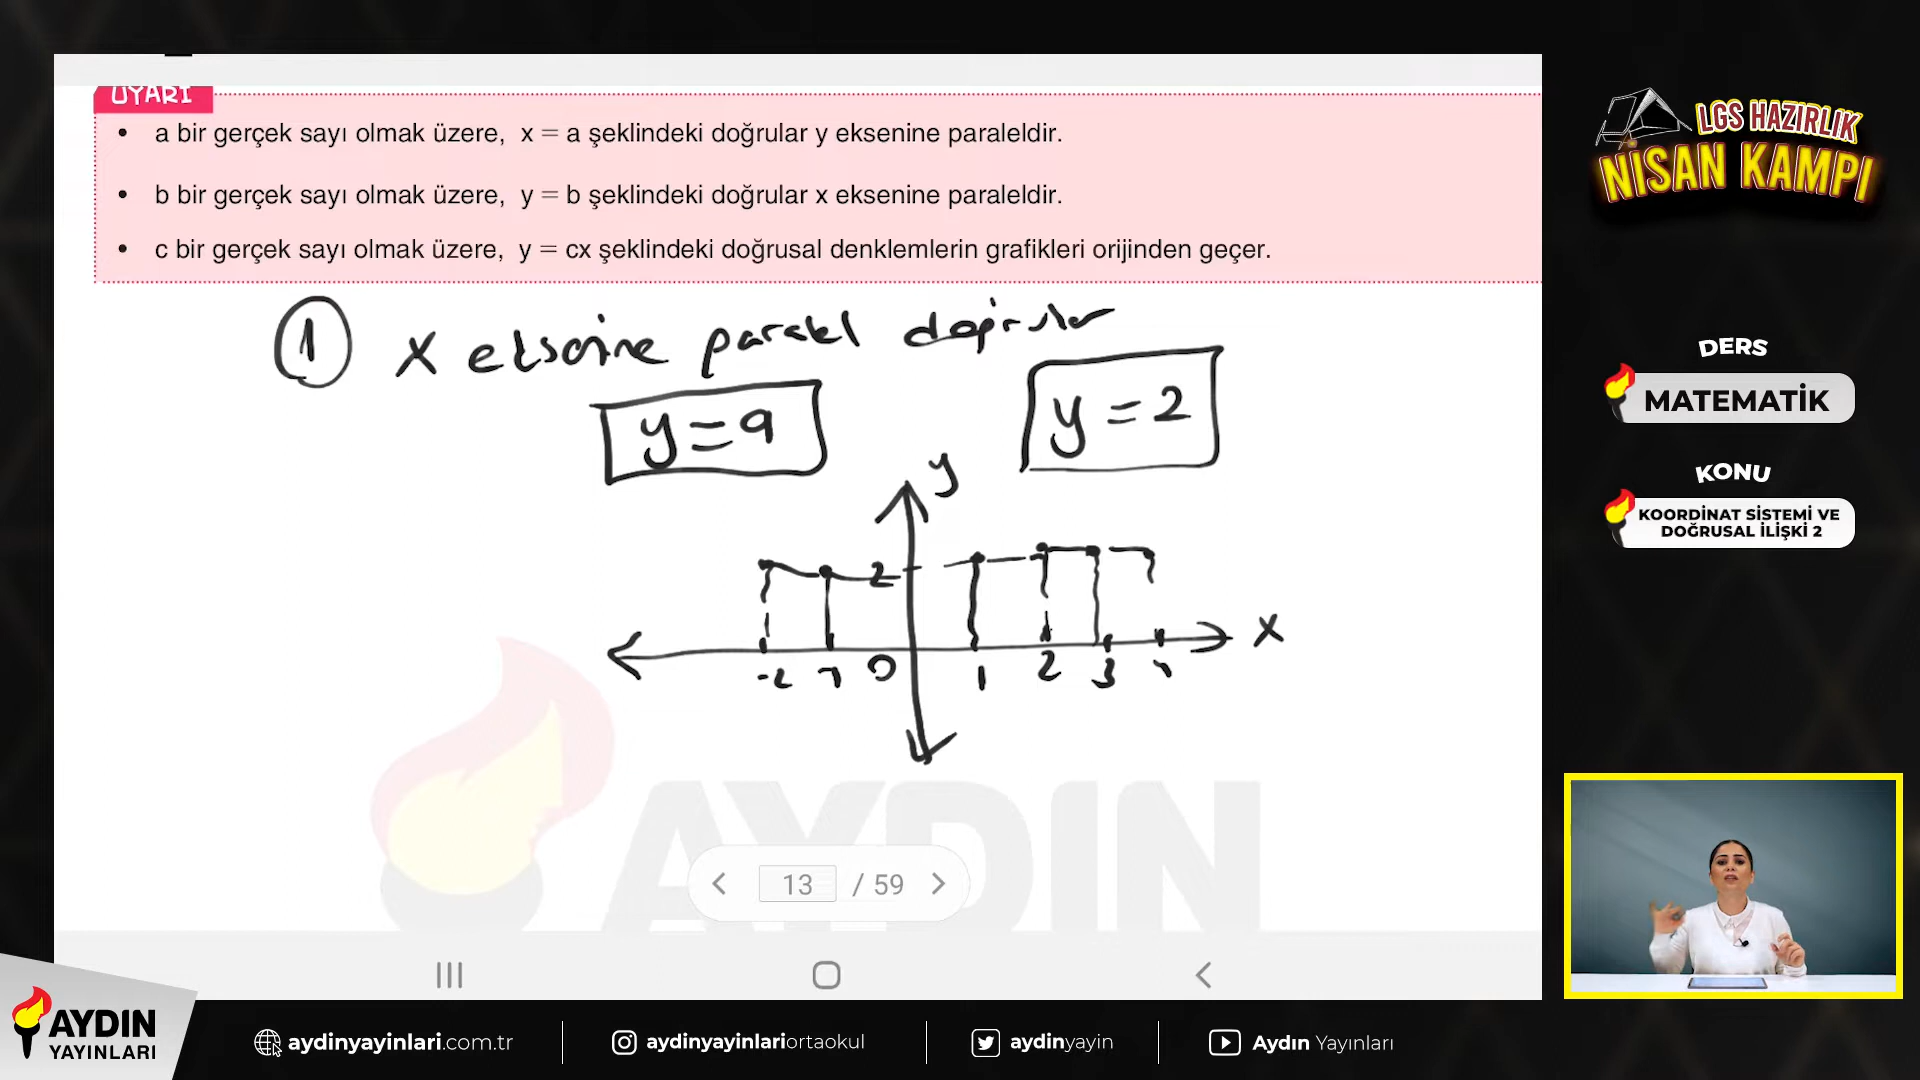 UYARI
• a bir gerçek sayı olmak üzere, x = a şeklindeki doğrular y eksenine paraleldir.
• b bir gerçek sayı olmak üzere, y = b şeklindeki doğrular x eksenine paraleldir.
• c bir gerçek sayı olmak üzere, y = cx şeklindeki doğrusal denklemlerin grafikleri orijinden geçer.
1 x eksenine paralel doğrular
y = a
y = 2
y
2
x
-2 -1 0 1 2 3
AYDIN
13 / 59
LGS HAZIRLIK
NİSAN KAMPI
DERS
MATEMATİK
KONU
KOORDİNAT SİSTEMİ VE
DOĞRUSAL İLİŞKİ 2
AYDIN
YAYINLARI
aydinyayinlari.com.tr
aydinyayinlariortaokul
aydinyayin
Aydın Yayınları